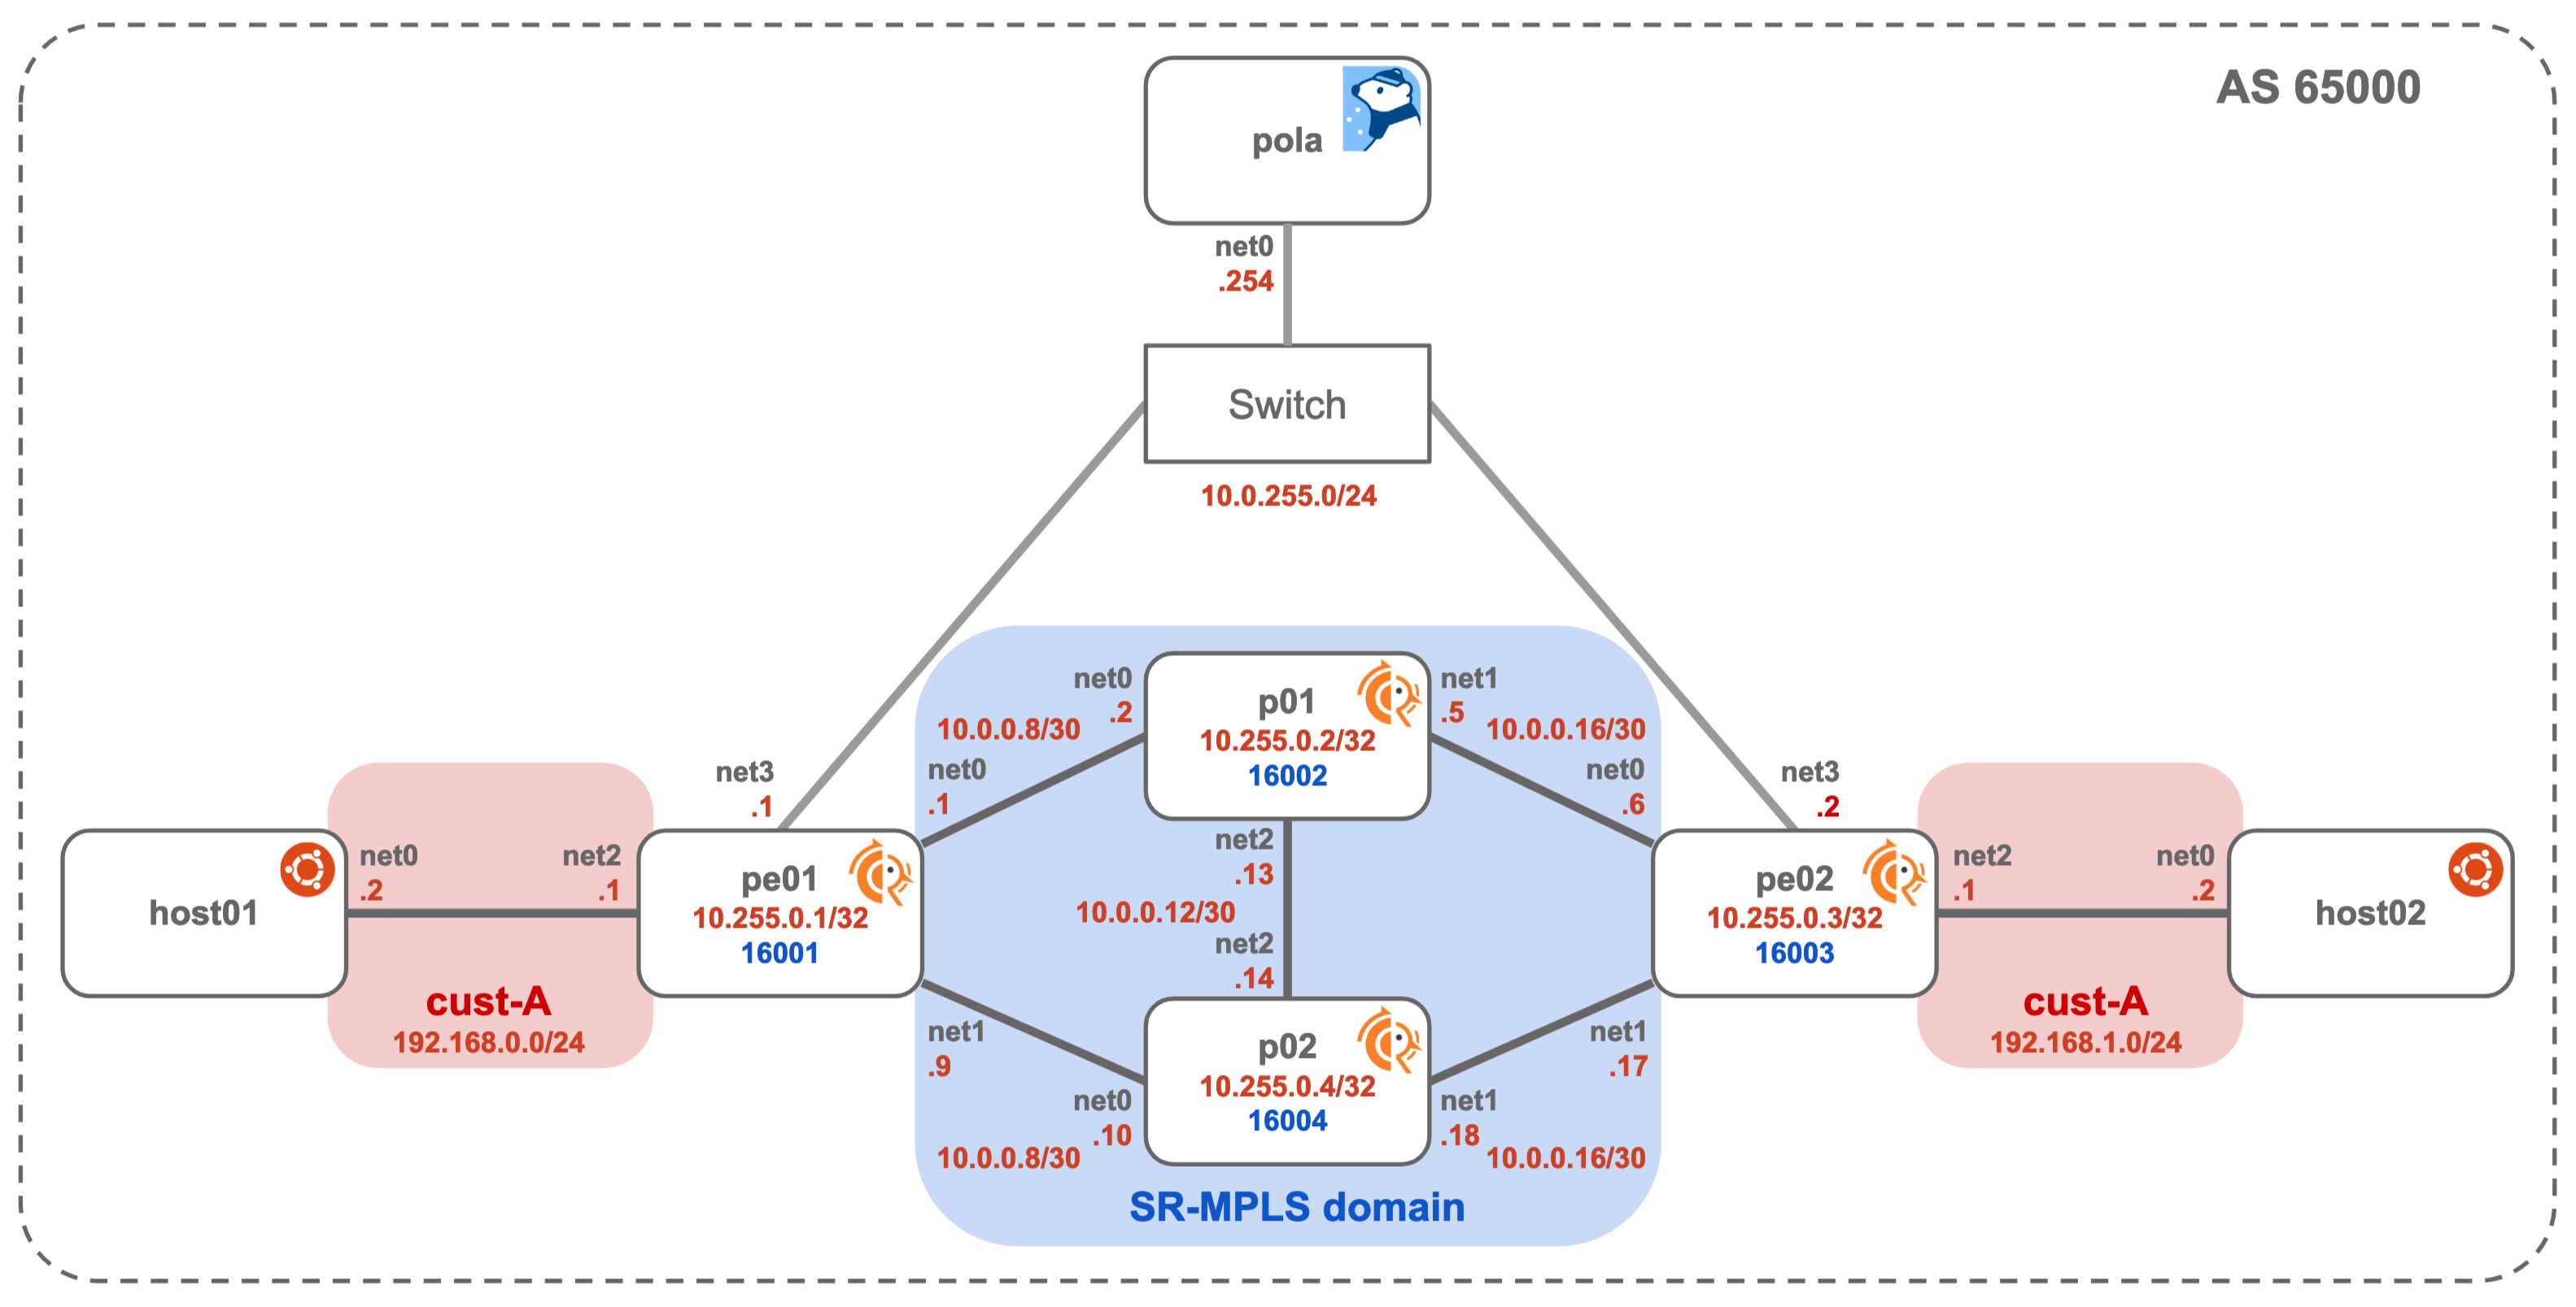 AS 65000
pola
net0
.254
Switch
10.0.255.0/24
net0
.2
10.0.0.8/30
net0
.1
p01
10.255.0.2/32
16002
net1
.5
10.0.0.16/30
net0
.6
net3
.1
net3
.2
host01
net0
.2
net2
.1
cust-A
192.168.0.0/24
pe01
10.255.0.1/32
16001
net2
.13
10.0.0.12/30
net2
.14
pe02
10.255.0.3/32
16003
net2
.1
net0
.2
cust-A
192.168.1.0/24
host02
net1
.9
net0
.10
10.0.0.8/30
p02
10.255.0.4/32
16004
net1
.17
net1
.18
10.0.0.16/30
SR-MPLS domain